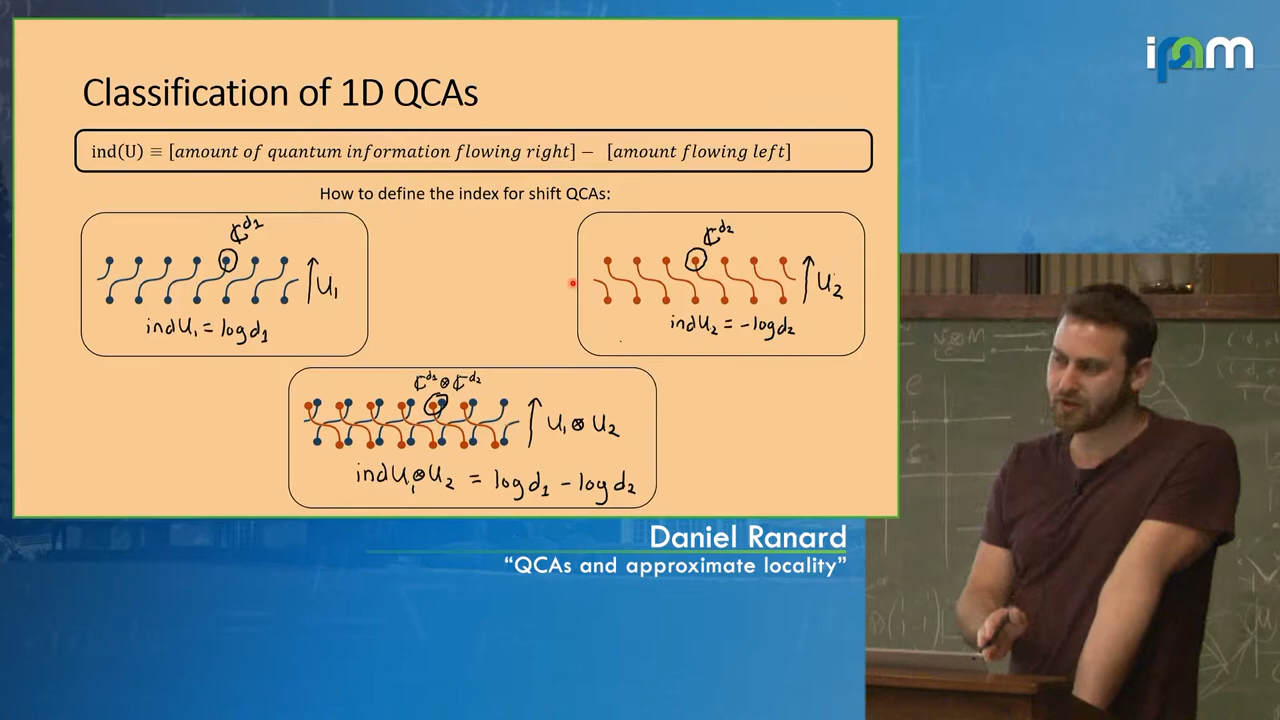 ipam
Classification of 1D QCAs
ind(U) ≡ [amount of quantum information flowing right] − [amount flowing left]
How to define the index for shift QCAs:
ℂ^d₁
U₁
ind U₁ = log d₁
ℂ^d₂
U₂
ind U₂ = -log d₂
ℂ^d₁ ⊗ ℂ^d₂
U₁ ⊗ U₂
ind U₁⊗U₂ = log d₁ - log d₂
Daniel Ranard
“QCAs and approximate locality”